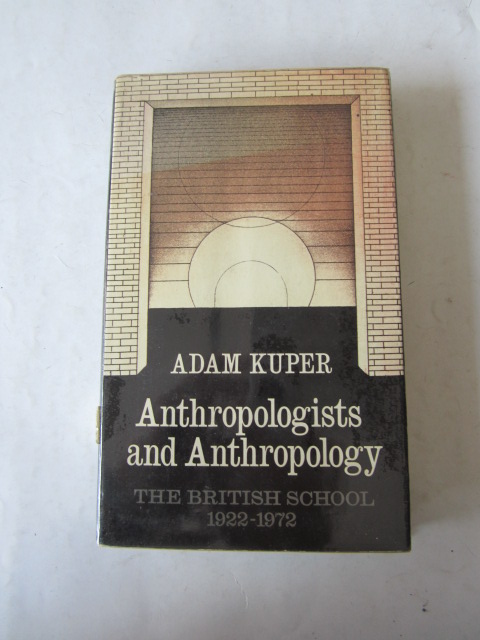 ADAM KUPER
Anthropologists
and Anthropology
THE BRITISH SCHOOL
1922-1972